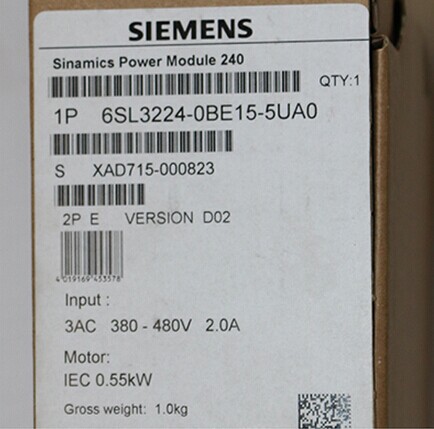 SIEMENS
Sinamics Power Module 240
QTY:1
1P 6SL3224-0BE15-5UA0
S XAD715-000823
2P E VERSION D02
4019169453578
Input :
3AC 380 - 480V 2.0A
Motor:
IEC 0.55kW
Gross weight: 1.0kg